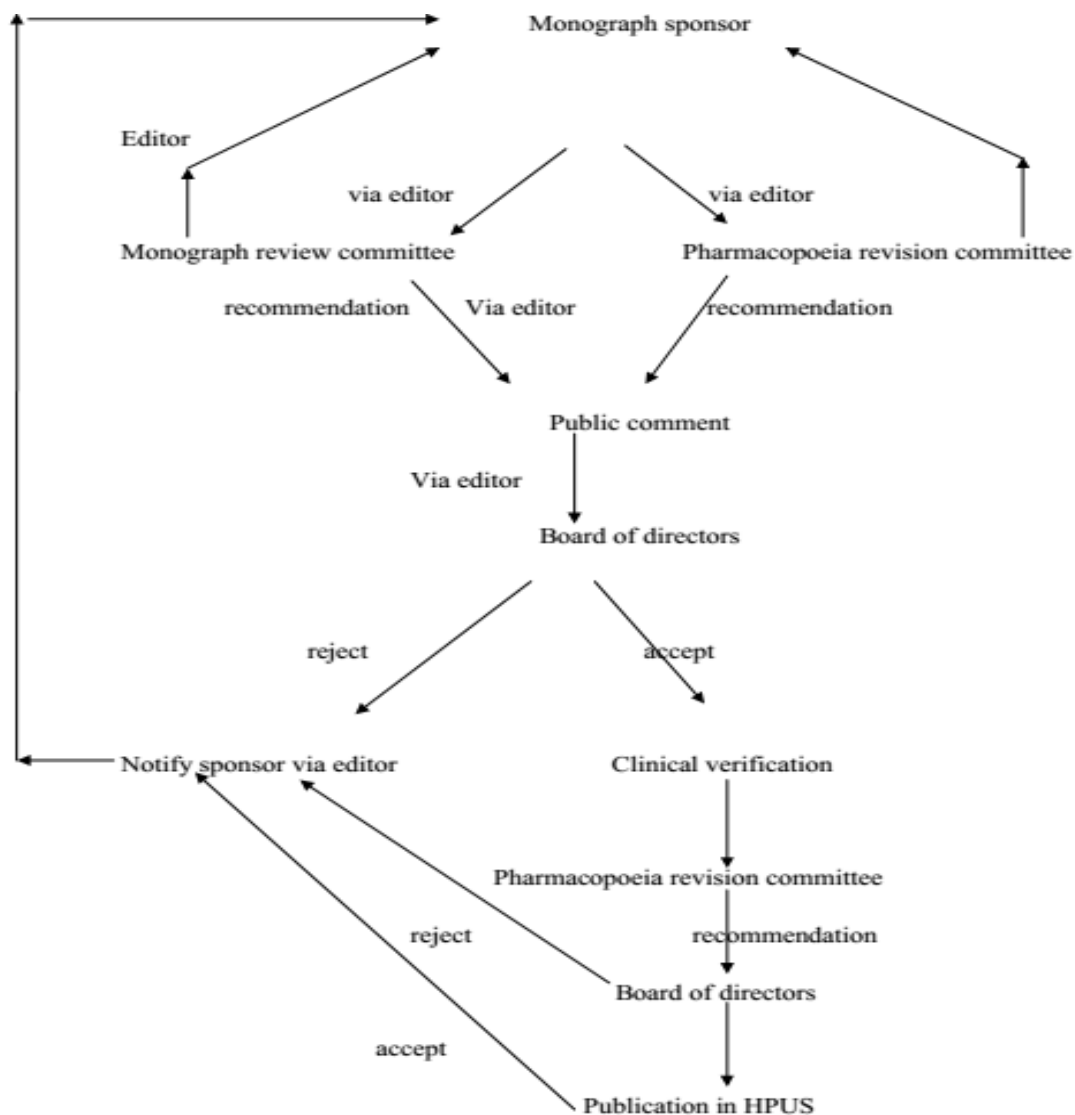 Monograph sponsor
Editor
via editor
via editor
Monograph review committee
Pharmacopoeia revision committee
recommendation
Via editor
recommendation
Public comment
Via editor
Board of directors
reject
accept
Notify sponsor via editor
Clinical verification
Pharmacopoeia revision committee
reject
recommendation
Board of directors
accept
Publication in HPUS